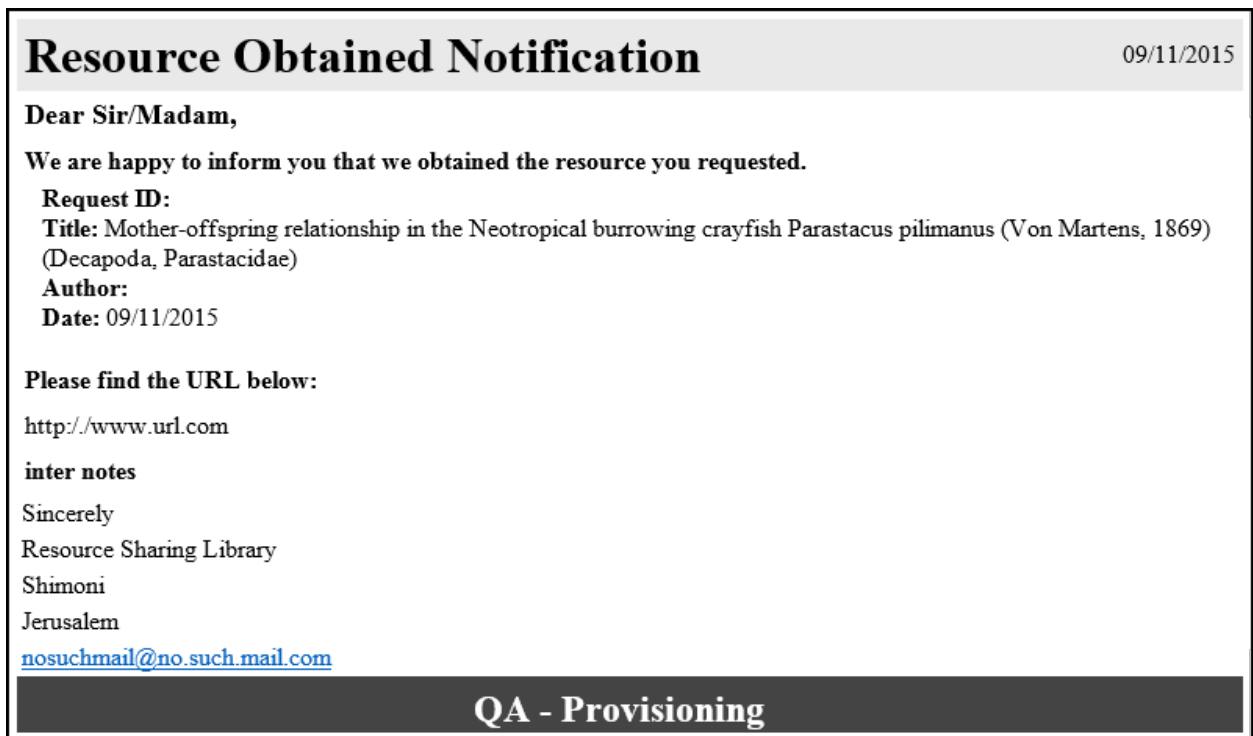 Resource Obtained Notification 09/11/2015
Dear Sir/Madam,
We are happy to inform you that we obtained the resource you requested.
Request ID:
Title: Mother-offspring relationship in the Neotropical burrowing crayfish Parastacus pilimanus (Von Martens, 1869)
(Decapoda, Parastacidae)
Author:
Date: 09/11/2015
Please find the URL below:
http:/./www.url.com
inter notes
Sincerely
Resource Sharing Library
Shimoni
Jerusalem
nosuchmail@no.such.mail.com
QA - Provisioning